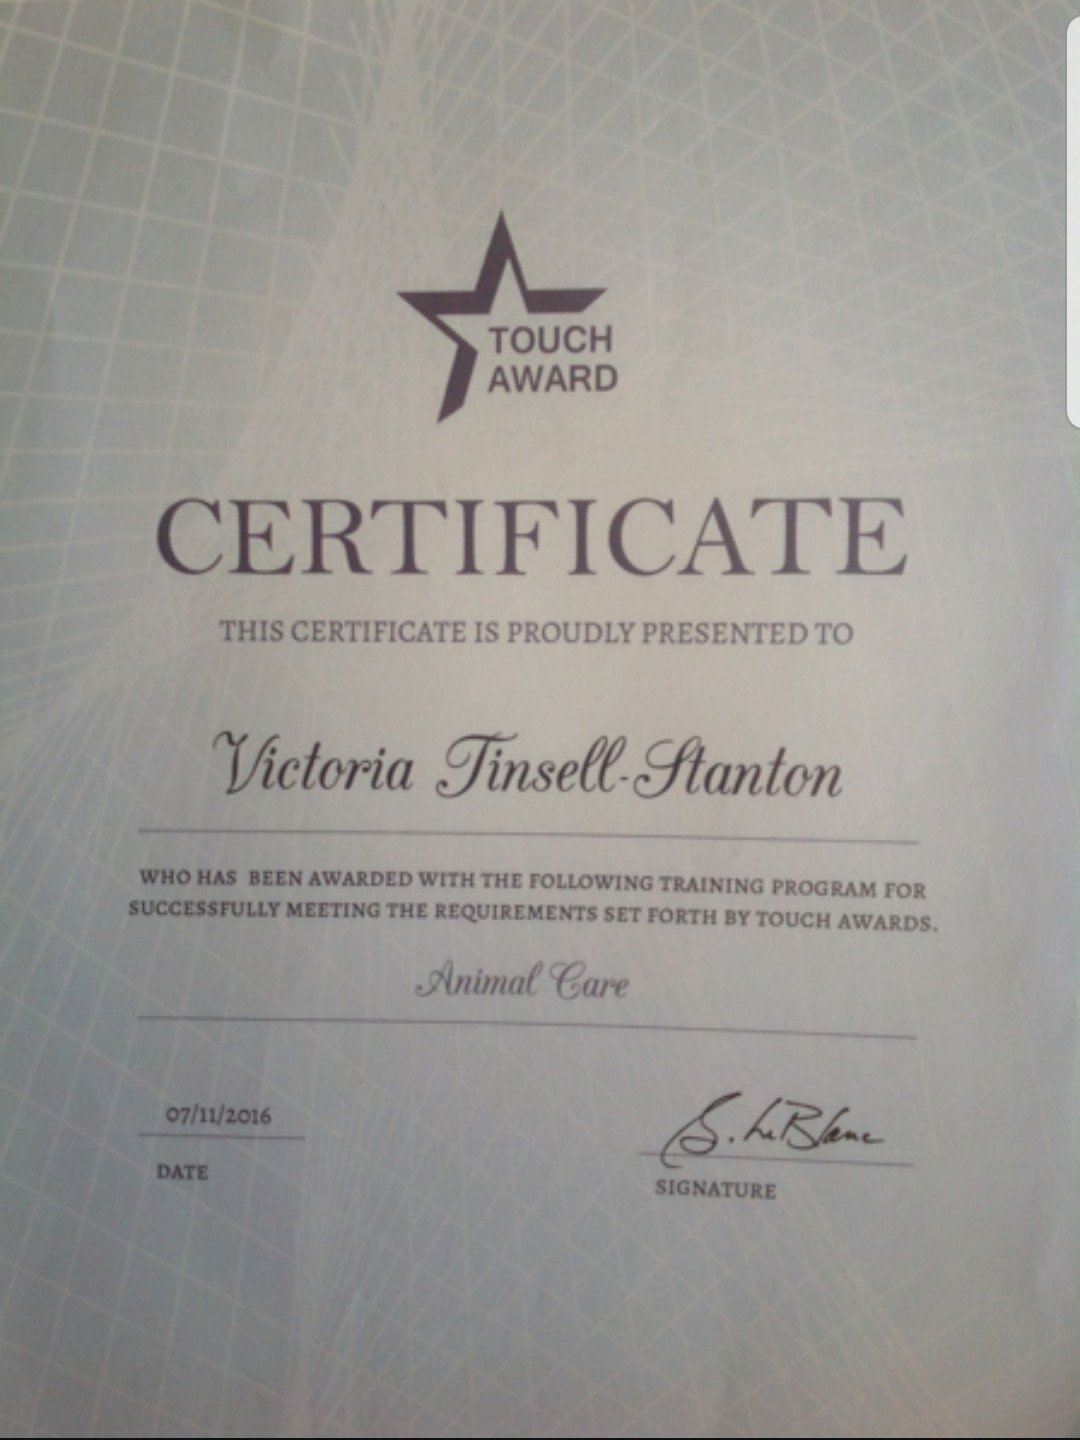 TOUCH
AWARD
CERTIFICATE
THIS CERTIFICATE IS PROUDLY PRESENTED TO
Victoria Tinsell-Stanton
WHO HAS BEEN AWARDED WITH THE FOLLOWING TRAINING PROGRAM FOR
SUCCESSFULLY MEETING THE REQUIREMENTS SET FORTH BY TOUCH AWARDS.
Animal Care
07/11/2016
DATE
S. LeBlanc
SIGNATURE